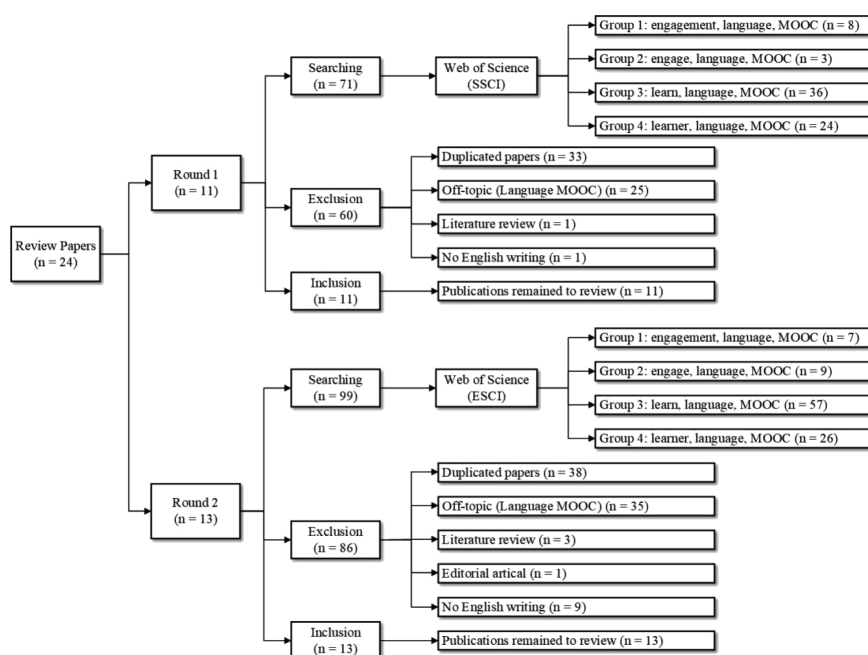 Review Papers
(n = 24)
Round 1
(n = 11)
Searching
(n = 71)
Web of Science
(SSCI)
Group 1: engagement, language, MOOC (n = 8)
Group 2: engage, language, MOOC (n = 3)
Group 3: learn, language, MOOC (n = 36)
Group 4: learner, language, MOOC (n = 24)
Exclusion
(n = 60)
Duplicated papers (n = 33)
Off-topic (Language MOOC) (n = 25)
Literature review (n = 1)
No English writing (n = 1)
Inclusion
(n = 11)
Publications remained to review (n = 11)
Round 2
(n = 13)
Searching
(n = 99)
Web of Science
(ESCI)
Group 1: engagement, language, MOOC (n = 7)
Group 2: engage, language, MOOC (n = 9)
Group 3: learn, language, MOOC (n = 57)
Group 4: learner, language, MOOC (n = 26)
Exclusion
(n = 86)
Duplicated papers (n = 38)
Off-topic (Language MOOC) (n = 35)
Literature review (n = 3)
Editorial artical (n = 1)
No English writing (n = 9)
Inclusion
(n = 13)
Publications remained to review (n = 13)